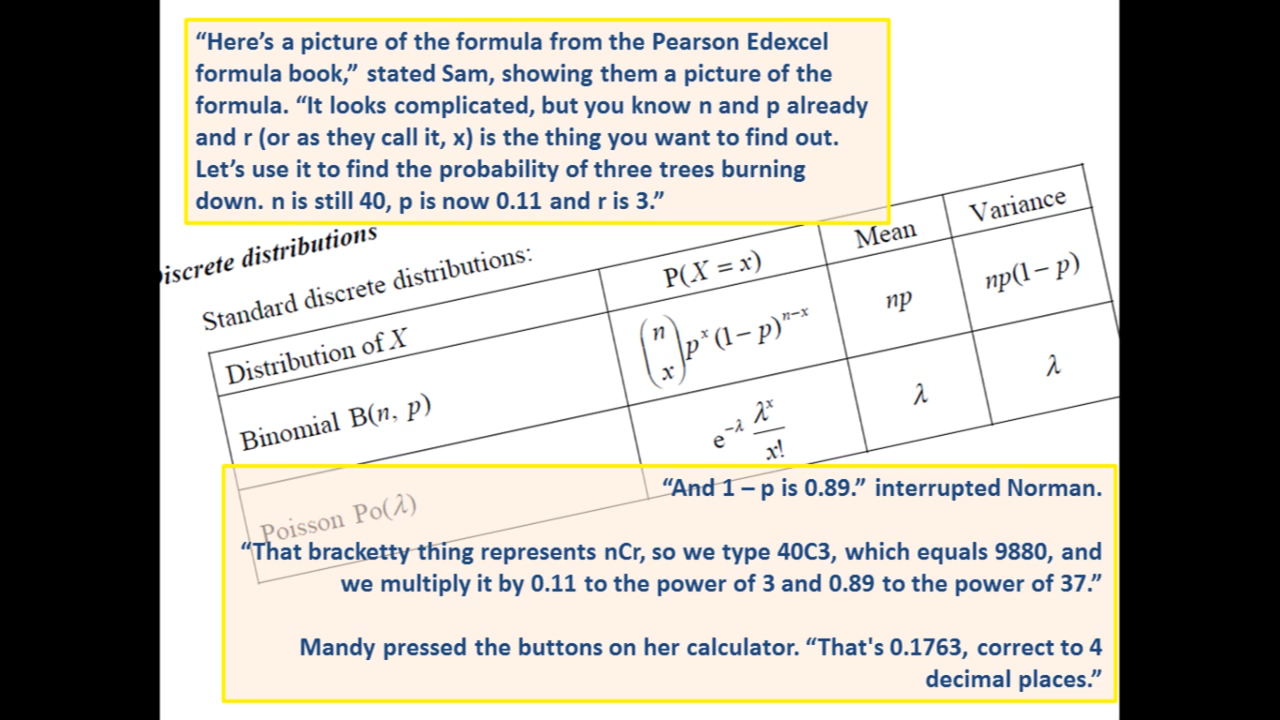 “Here’s a picture of the formula from the Pearson Edexcel
formula book,” stated Sam, showing them a picture of the
formula. “It looks complicated, but you know n and p already
and r (or as they call it, x) is the thing you want to find out.
Let’s use it to find the probability of three trees burning
down. n is still 40, p is now 0.11 and r is 3.”
iscrete distributions
Standard discrete distributions:
Distribution of X P(X = x) Mean Variance
Binomial B(n, p) (n x) pˣ (1 − p)ⁿ⁻ˣ np np(1 − p)
Poisson Po(λ) e^−λ λˣ/x! λ λ
“And 1 – p is 0.89.” interrupted Norman.
“That bracketty thing represents nCr, so we type 40C3, which equals 9880, and
we multiply it by 0.11 to the power of 3 and 0.89 to the power of 37.”
Mandy pressed the buttons on her calculator. “That's 0.1763, correct to 4
decimal places.”